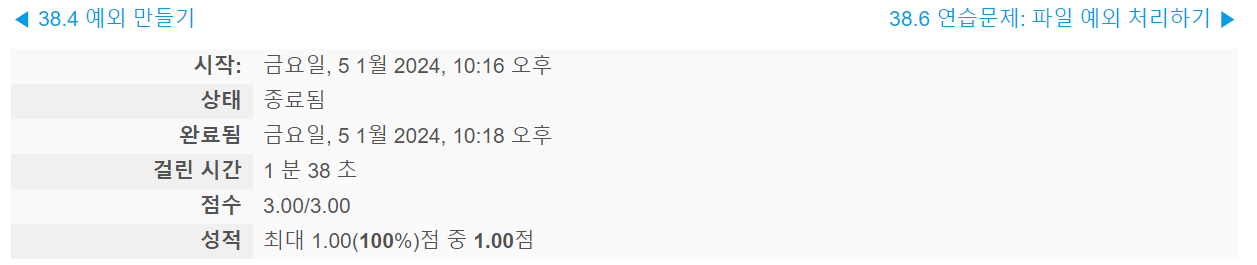 ◀ 38.4 예외 만들기
38.6 연습문제: 파일 예외 처리하기 ▶
시작: 금요일, 5 1월 2024, 10:16 오후
상태 종료됨
완료됨 금요일, 5 1월 2024, 10:18 오후
걸린 시간 1 분 38 초
점수 3.00/3.00
성적 최대 1.00(100%)점 중 1.00점